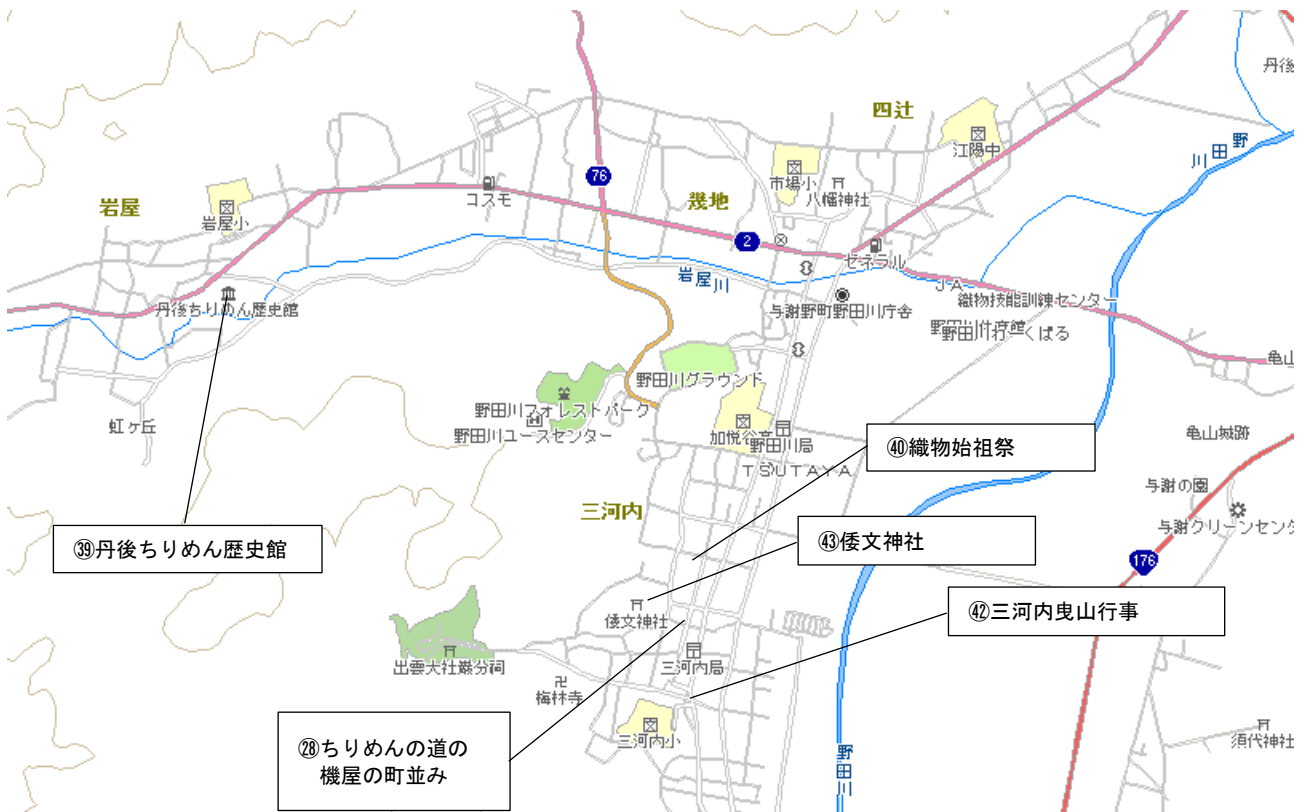 丹後
四辻
江陽中
野田川
76
市場小
八幡神社
コスモ
幾地
岩屋
岩屋小
2
ゼネラル
岩屋川
JA
織物技能訓練センター
丹後ちりめん歴史館
与謝野町野田川庁舎
くぱる
亀山
野田川グラウンド
野田川フォレストパーク
虹ヶ丘
野田川ユースセンター
加悦谷高
野田川局
亀山城跡
㊵織物始祖祭
TSUTAYA
与謝の園
三河内
与謝クリーンセンタ
㊴丹後ちりめん歴史館
㊸倭文神社
176
㊷三河内曳山行事
倭文神社
出雲大社巌分祠
三河内局
梅林寺
㉘ちりめんの道の
機屋の町並み
三河内小
須代神社
野田川